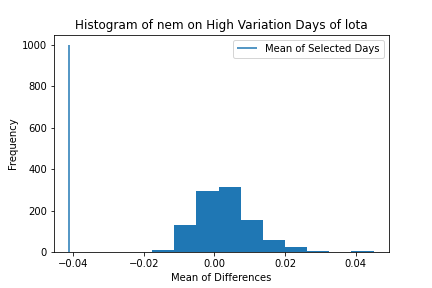 Histogram of nem on High Variation Days of Iota
Mean of Selected Days
1000
800
600
400
200
0
Frequency
−0.04 −0.02 0.00 0.02 0.04
Mean of Differences